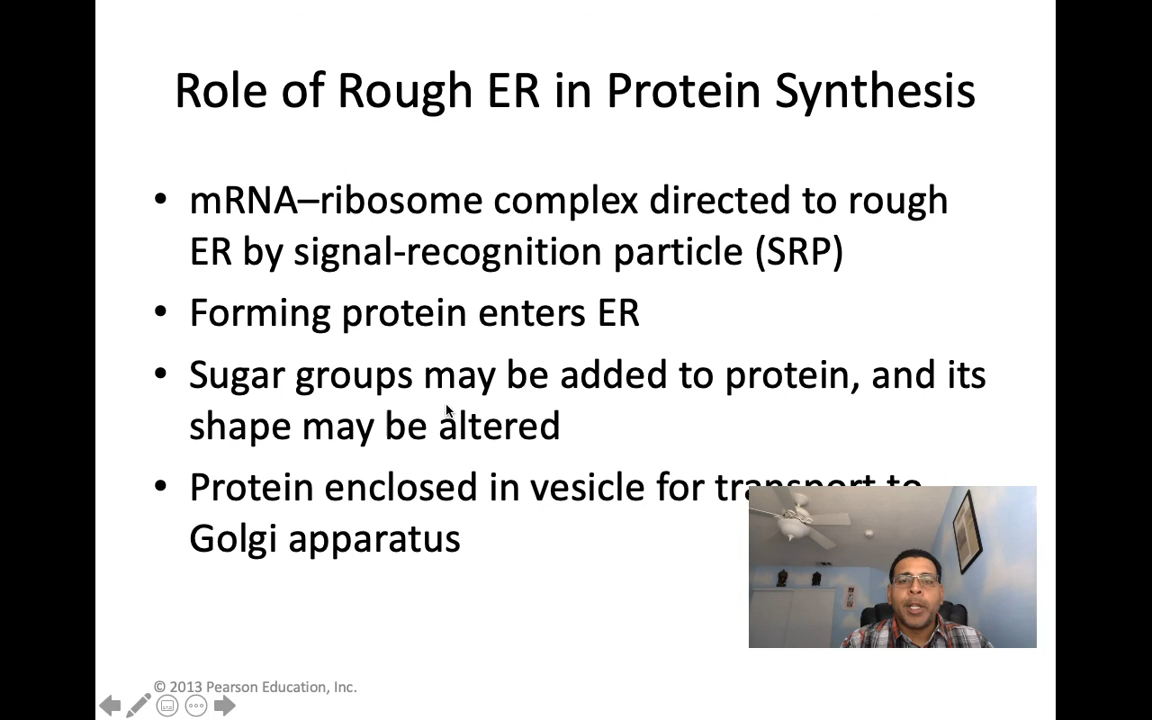 Role of Rough ER in Protein Synthesis
• mRNA–ribosome complex directed to rough
ER by signal-recognition particle (SRP)
• Forming protein enters ER
• Sugar groups may be added to protein, and its
shape may be altered
• Protein enclosed in vesicle for transport to
Golgi apparatus
© 2013 Pearson Education, Inc.